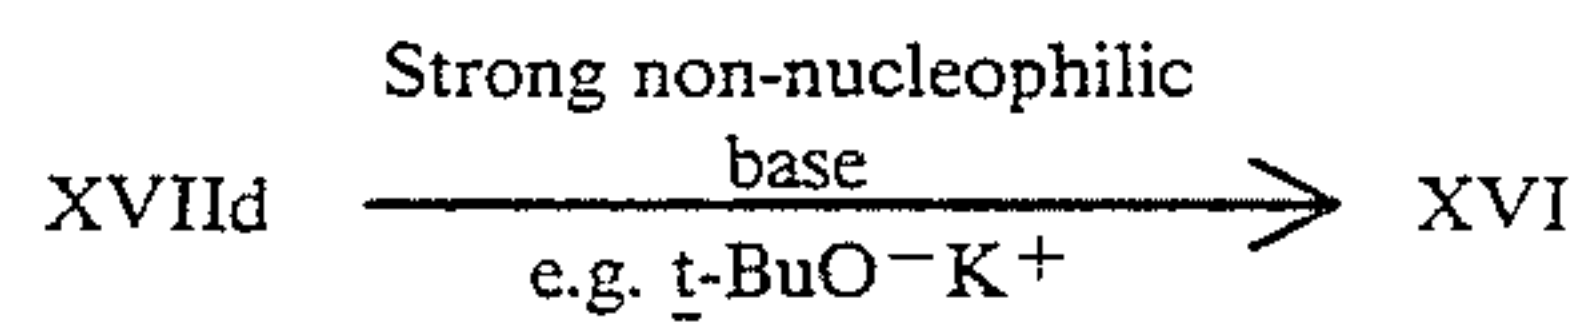 Strong non-nucleophilic
base
XVIId XVI
e.g. t-BuO⁻K⁺